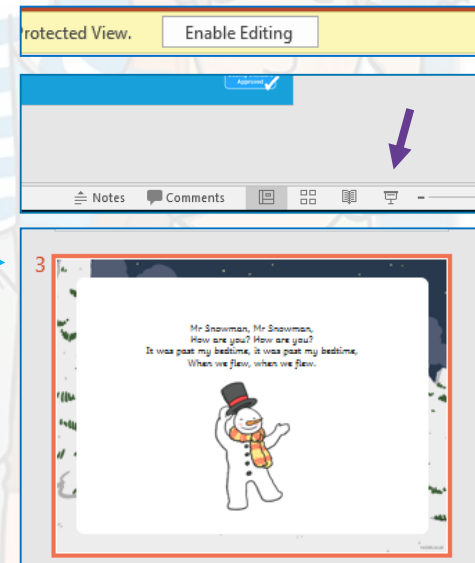 Protected View. Enable Editing
Approved
Notes Comments
3
Mr Snowman, Mr Snowman,
How are you? How are you?
It was past my bedtime, it was past my bedtime,
When we flew, when we flew.